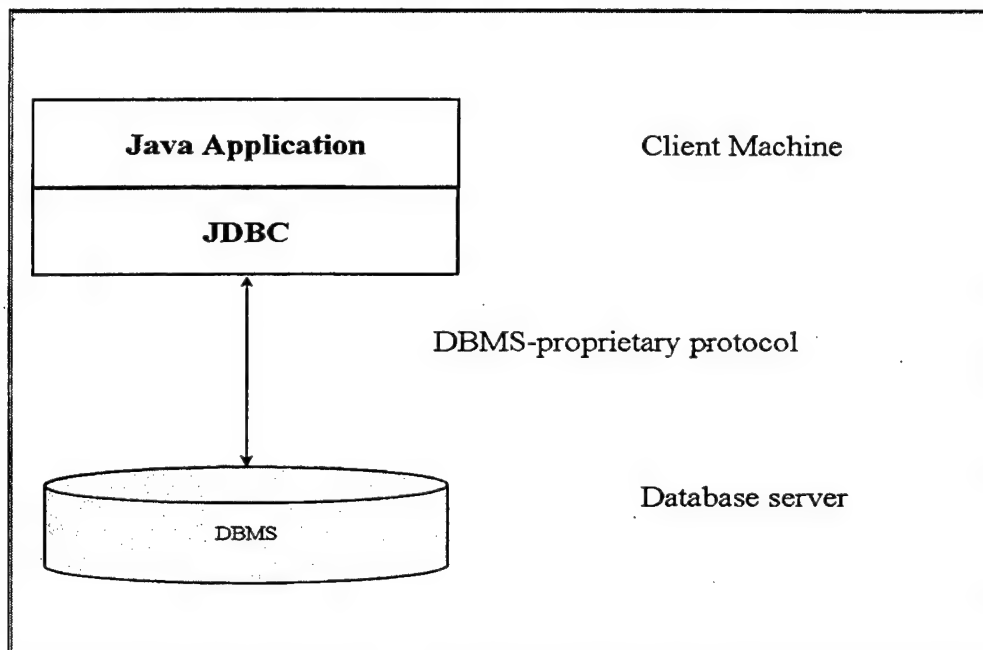 Java Application
Client Machine
JDBC
DBMS-proprietary protocol
Database server
DBMS